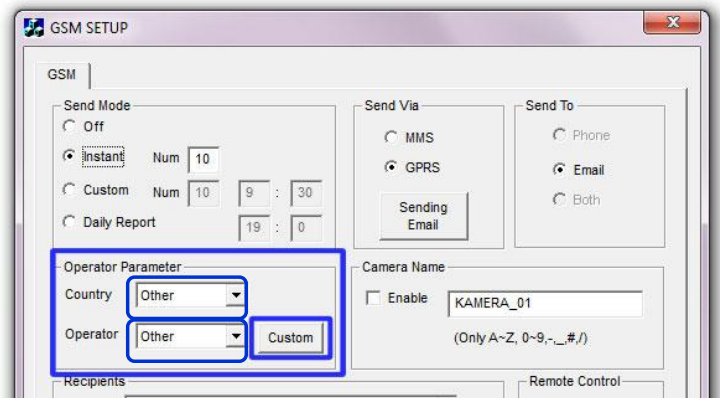 GSM SETUP
GSM
Send Mode
Off
Instant Num 10
Custom Num 10 9 : 30
Daily Report 19 : 0
Send Via
MMS
GPRS
Sending
Email
Send To
Phone
Email
Both
Operator Parameter
Country Other
Operator Other Custom
Camera Name
Enable KAMERA_01
(Only A~Z, 0~9,-,_,#,/)
Recipients
Remote Control